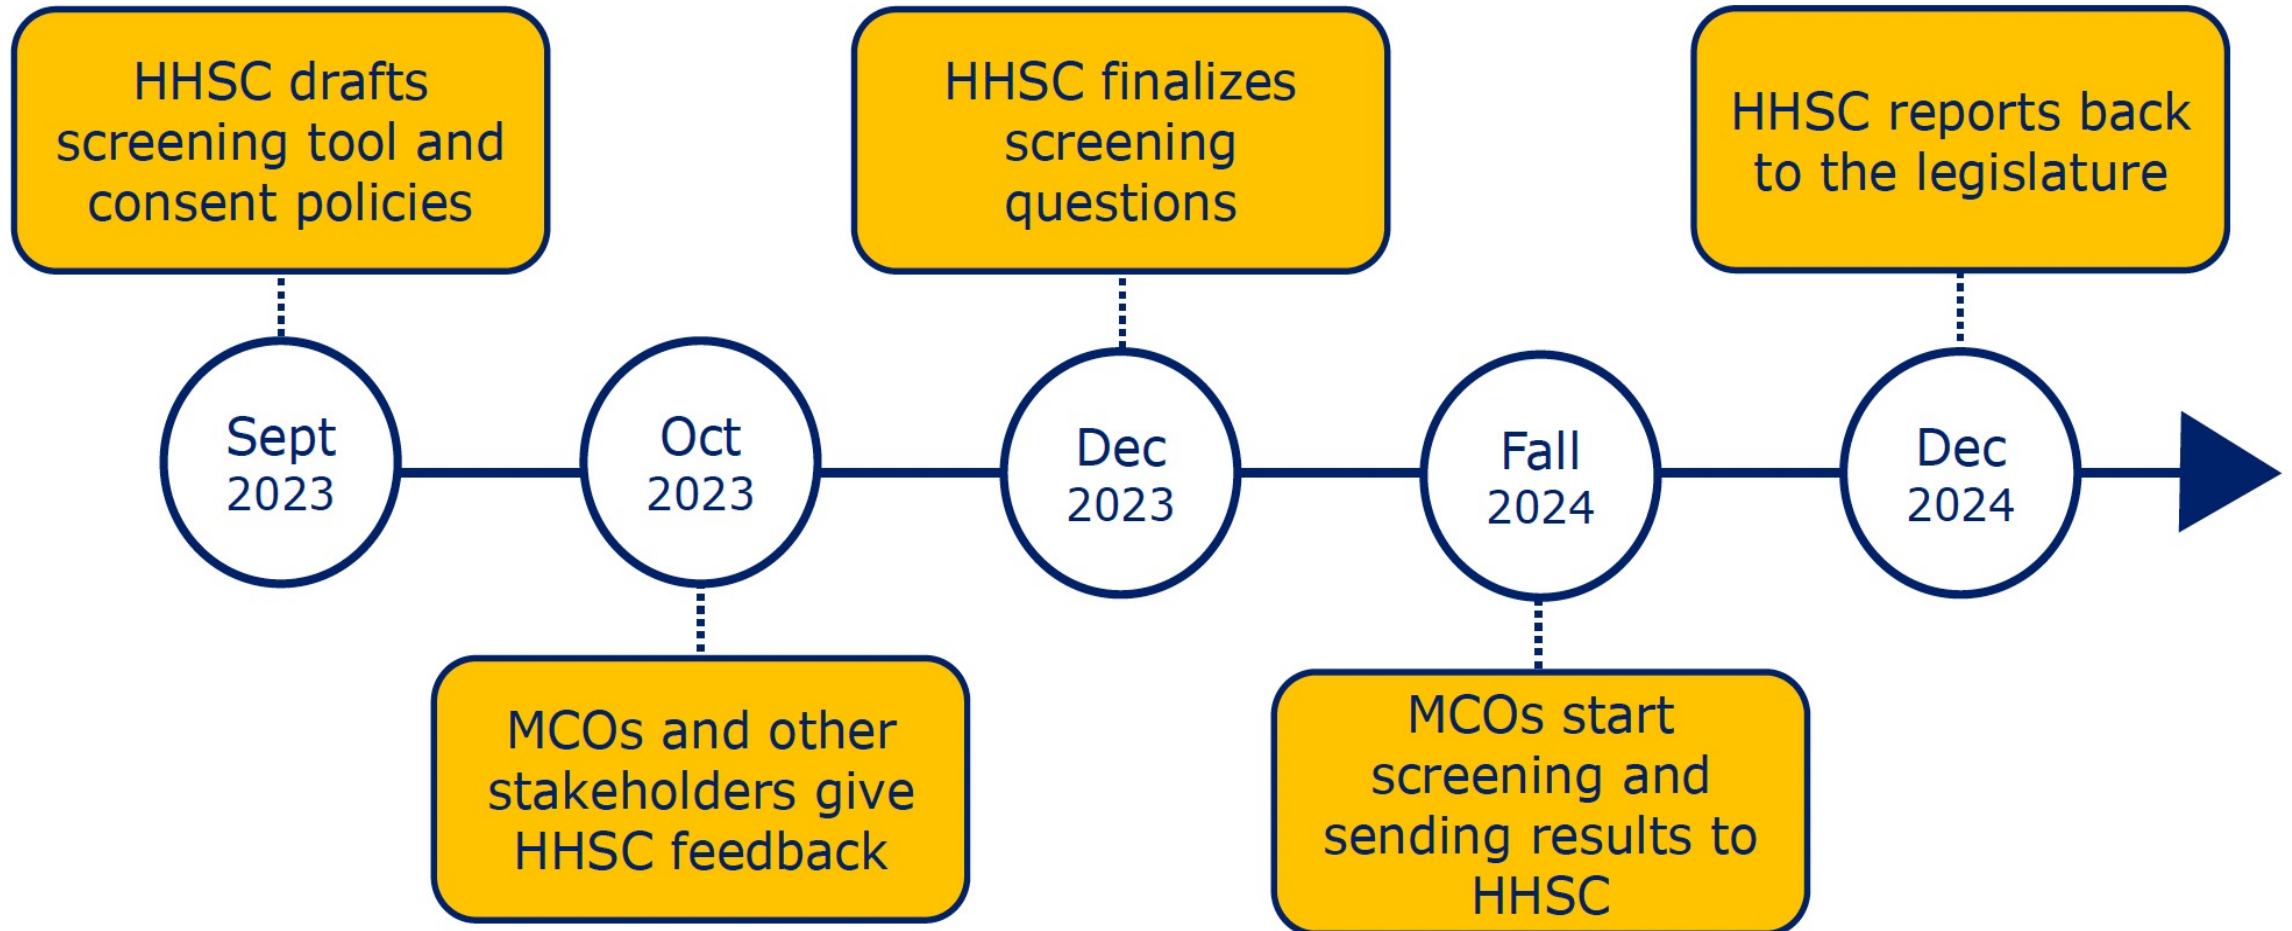 HHSC drafts
screening tool and
consent policies
HHSC finalizes
screening
questions
HHSC reports back
to the legislature
Sept
2023
Oct
2023
Dec
2023
Fall
2024
Dec
2024
MCOs and other
stakeholders give
HHSC feedback
MCOs start
screening and
sending results to
HHSC